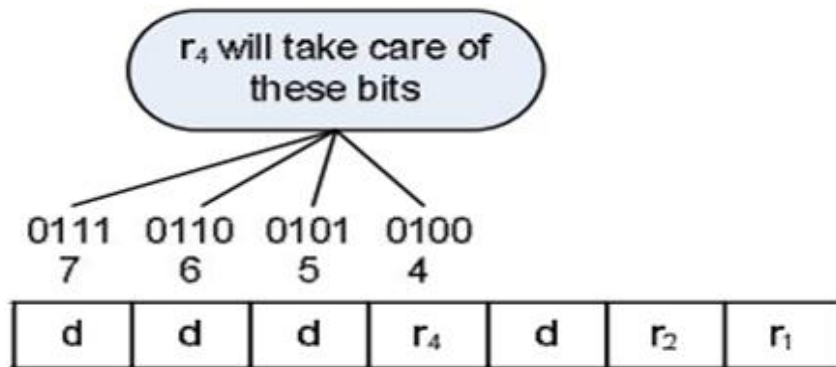 r₄ will take care of
these bits
0111 0110 0101 0100
7 6 5 4
d d d r₄ d r₂ r₁